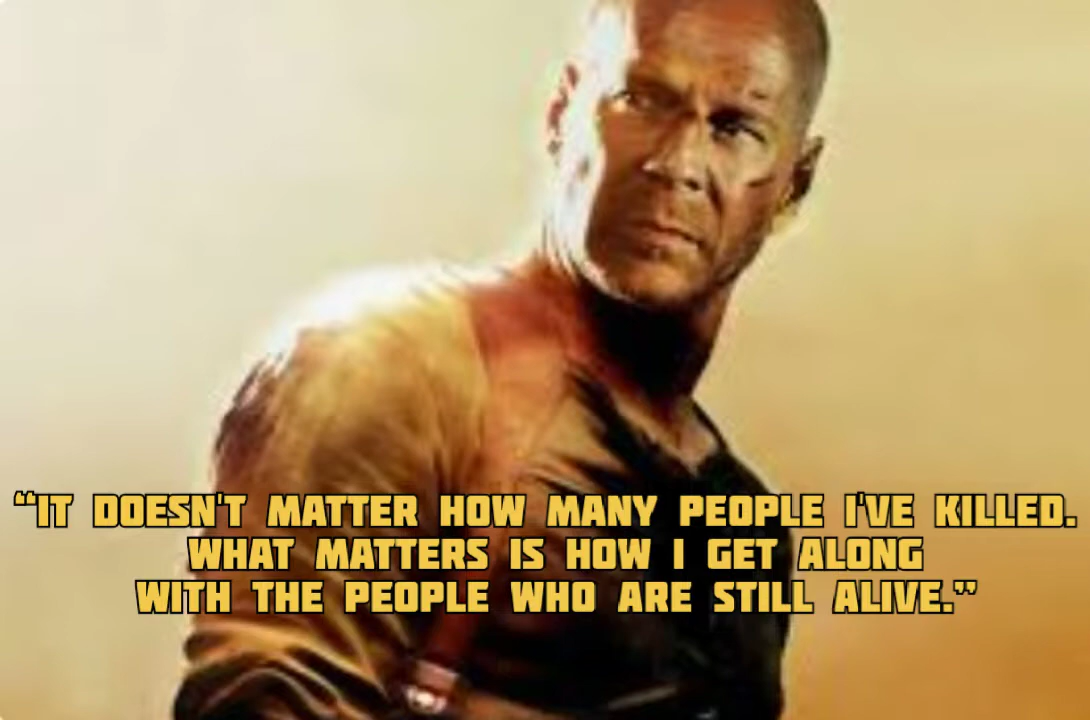 “IT DOESN'T MATTER HOW MANY PEOPLE I'VE KILLED.
WHAT MATTERS IS HOW I GET ALONG
WITH THE PEOPLE WHO ARE STILL ALIVE.”